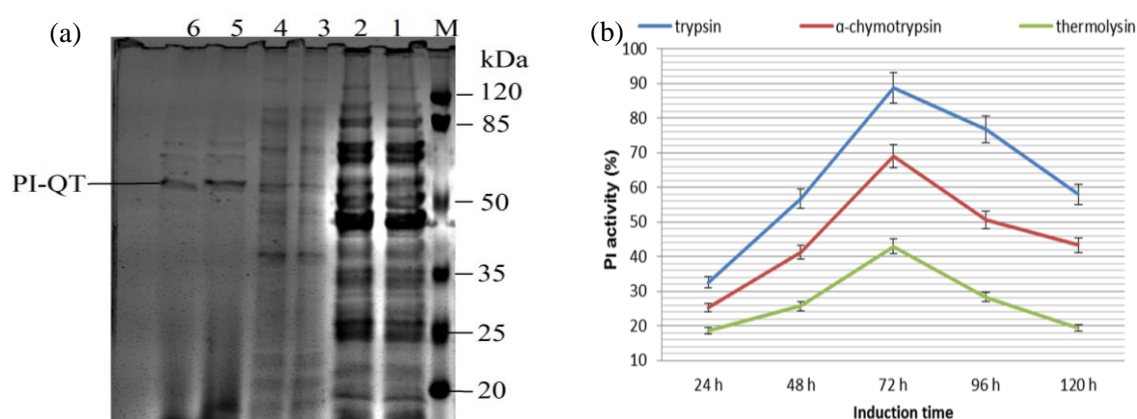 (a)
6 5 4 3 2 1 M
kDa
120
85
PI-QT
50
35
25
20
(b)
trypsin α-chymotrypsin thermolysin
100
90
80
70
60
50
40
30
20
10
PI activity (%)
24 h 48 h 72 h 96 h 120 h
Induction time